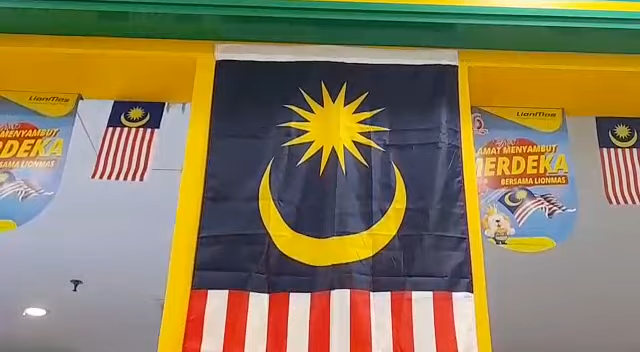 LionMas
MENYAMBUT
ERDEKA
BERSAMA LIONMAS
LionMas
AMAT MENYAMBUT
MERDEKA
BERSAMA LIONMAS